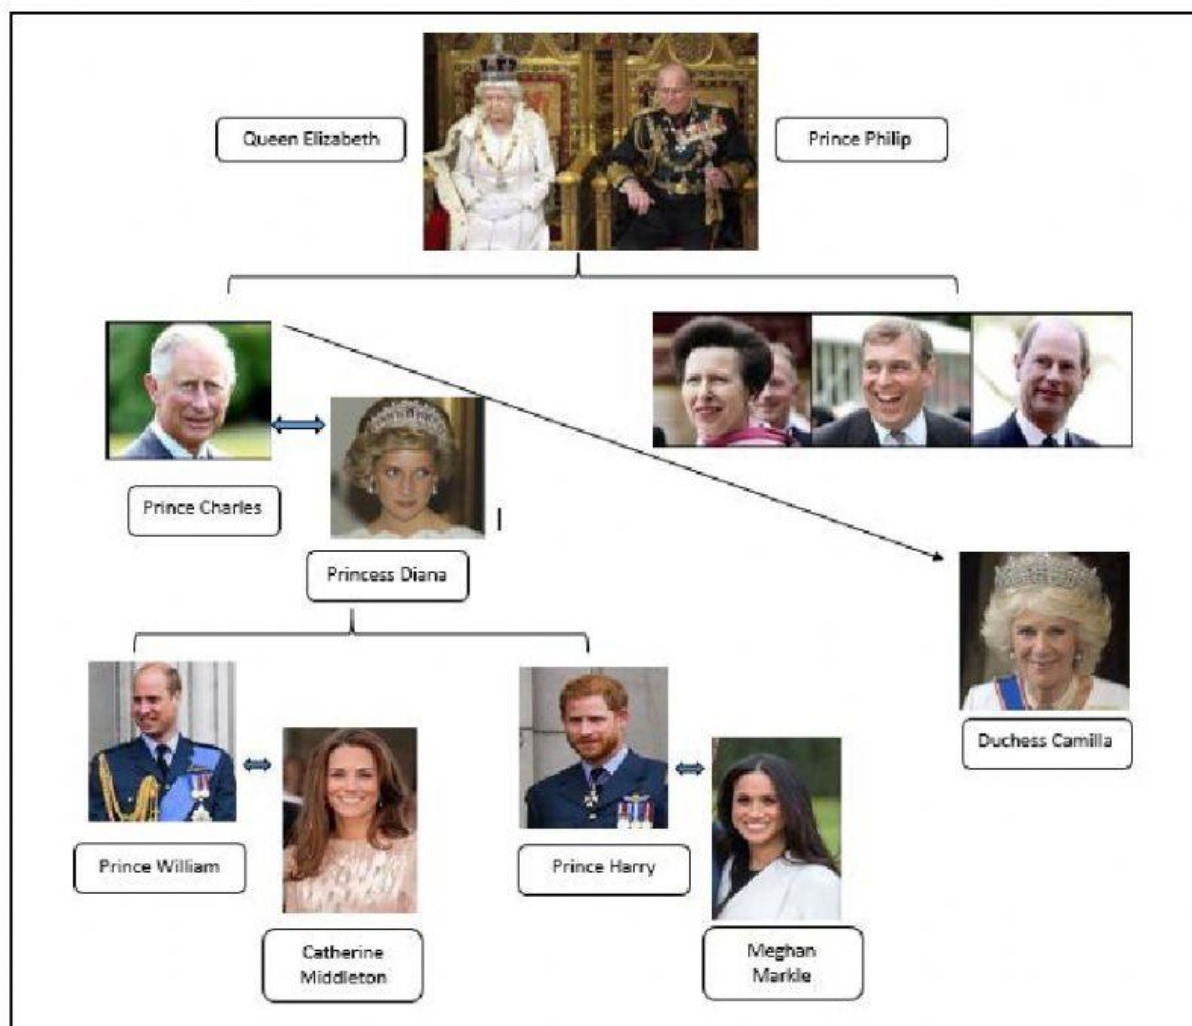 Queen Elizabeth
Prince Philip
Prince Charles
Princess Diana
Duchess Camilla
Prince William
Prince Harry
Catherine
Middleton
Meghan
Markle